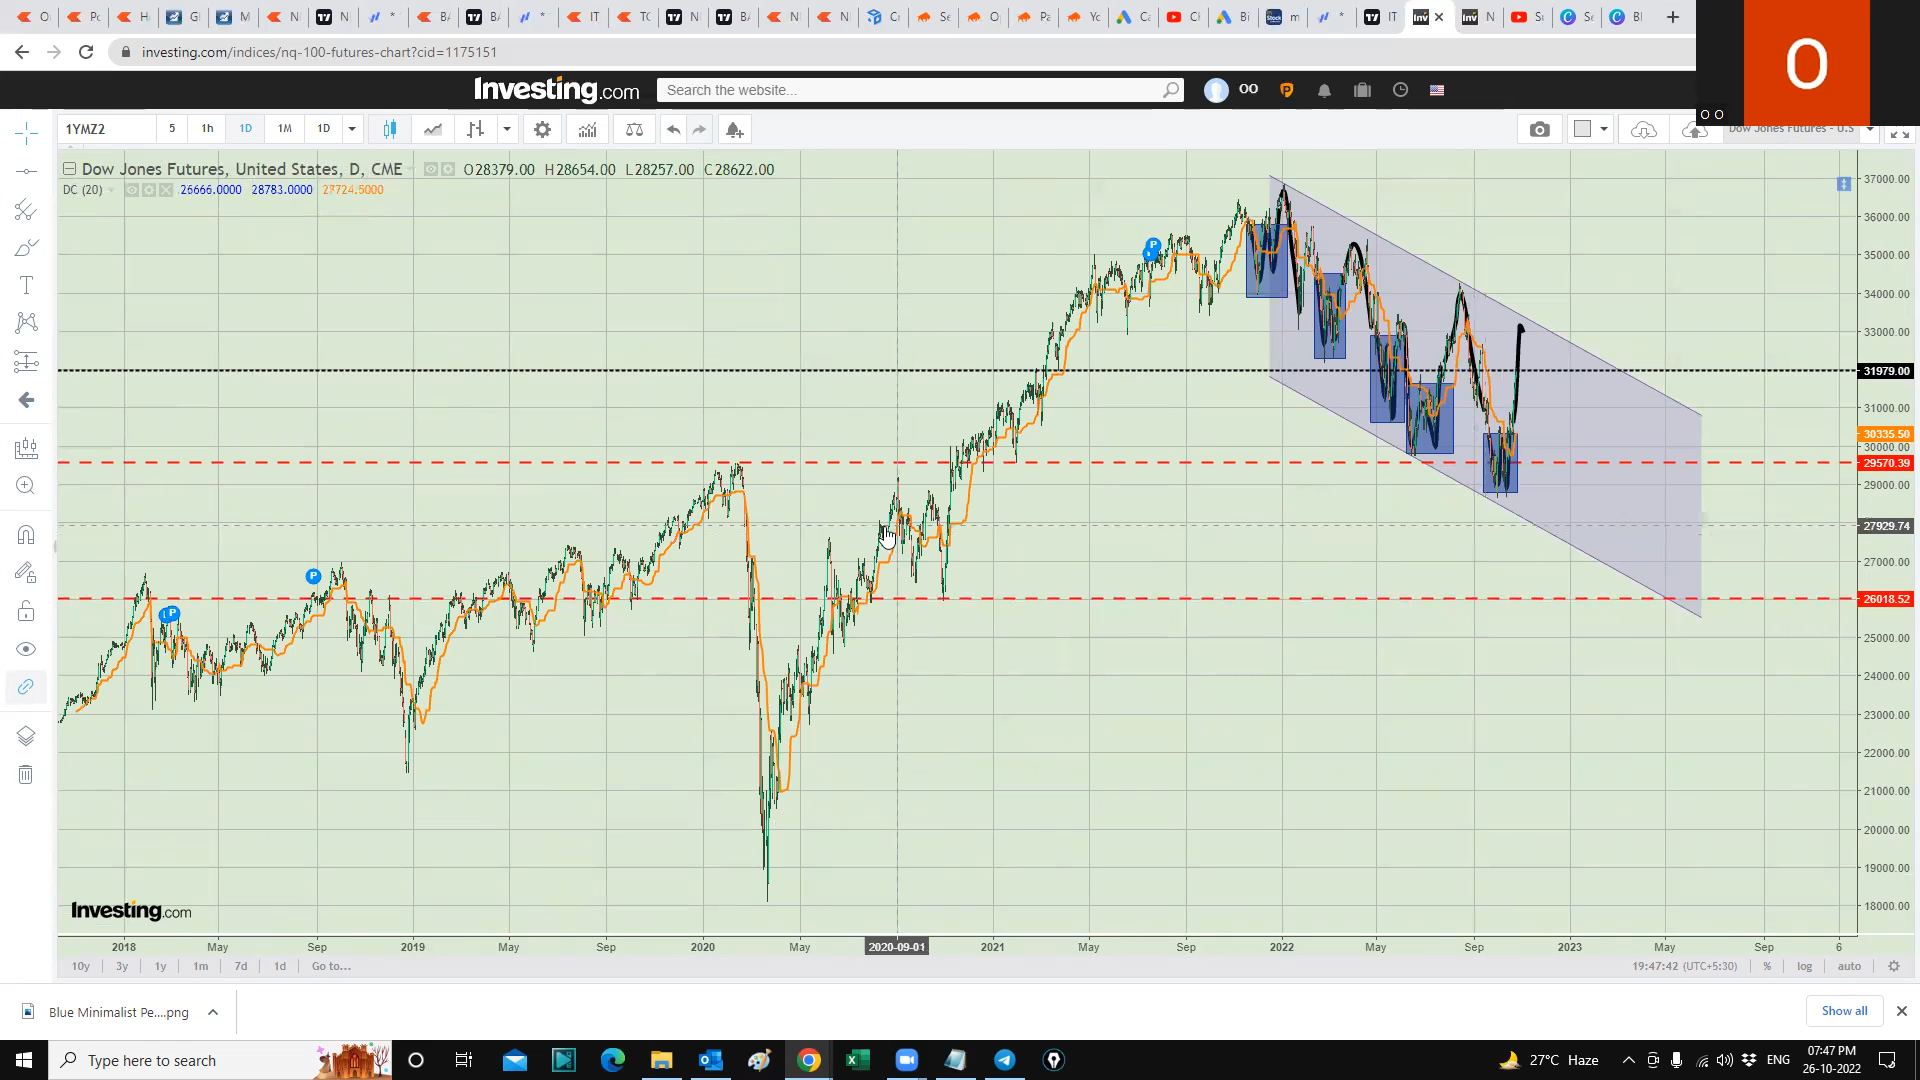 investing.com/indices/nq-100-futures-chart?cid=1175151
Investing.com
Search the website...
OO
O
O O
1YMZ2
5
1h
1D
1M
1D
Dow Jones Futures - U.S
Dow Jones Futures, United States, D, CME
O28379.00 H28654.00 L28257.00 C28622.00
DC (20)
26666.0000 28783.0000 27724.5000
P
P
P
37000.00
36000.00
35000.00
34000.00
33000.00
31979.00
31000.00
30335.50
30000.00
29570.39
29000.00
27929.74
27000.00
26018.52
25000.00
24000.00
23000.00
22000.00
21000.00
20000.00
19000.00
18000.00
Investing.com
2018 May Sep 2019 May Sep 2020 May 2020-09-01 2021 May Sep 2022 May Sep 2023 May Sep 6
10y 3y 1y 1m 7d 1d Go to...
19:47:42 (UTC+5:30) % log auto
Blue Minimalist Pe....png
Show all
Type here to search
27°C Haze
ENG
07:47 PM
26-10-2022